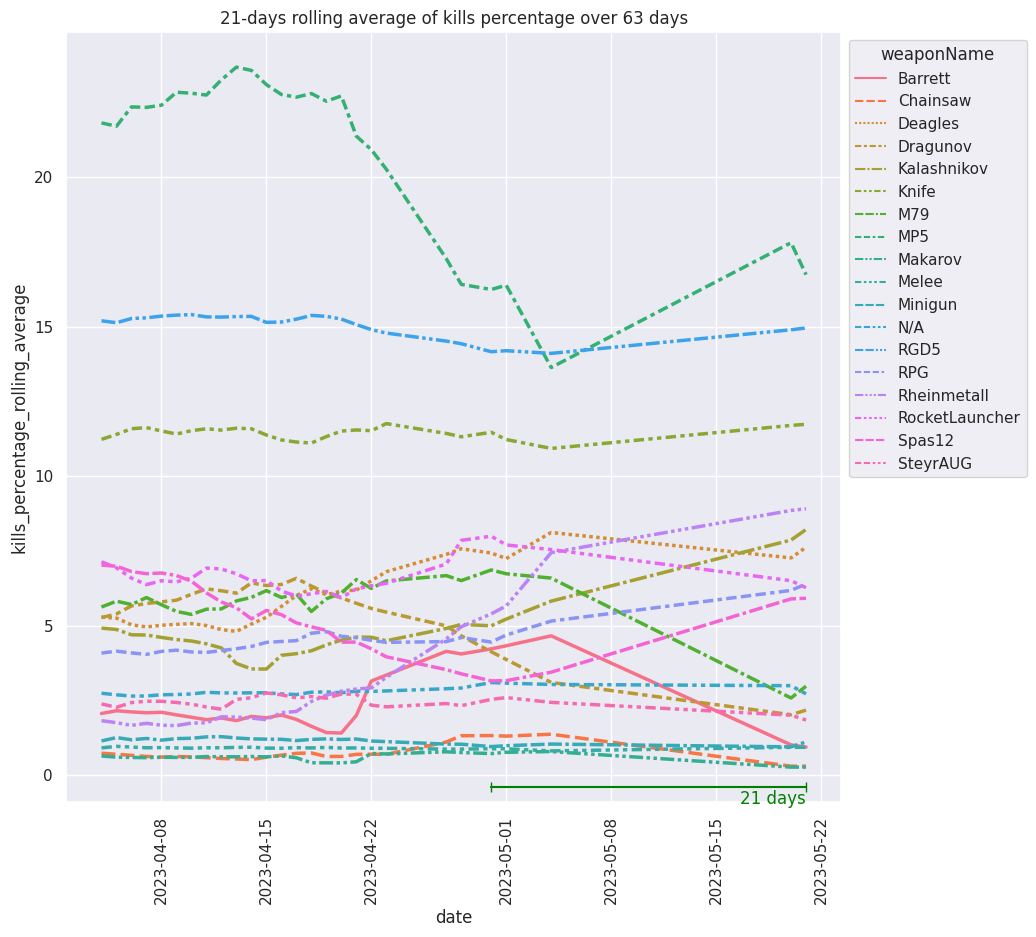 21-days rolling average of kills percentage over 63 days
weaponName
Barrett
Chainsaw
Deagles
Dragunov
Kalashnikov
Knife
M79
MP5
Makarov
Melee
Minigun
N/A
RGD5
RPG
Rheinmetall
RocketLauncher
Spas12
SteyrAUG
kills_percentage_rolling_average
20
15
10
5
0
21 days
2023-04-08
2023-04-15
2023-04-22
2023-05-01
2023-05-08
2023-05-15
2023-05-22
date